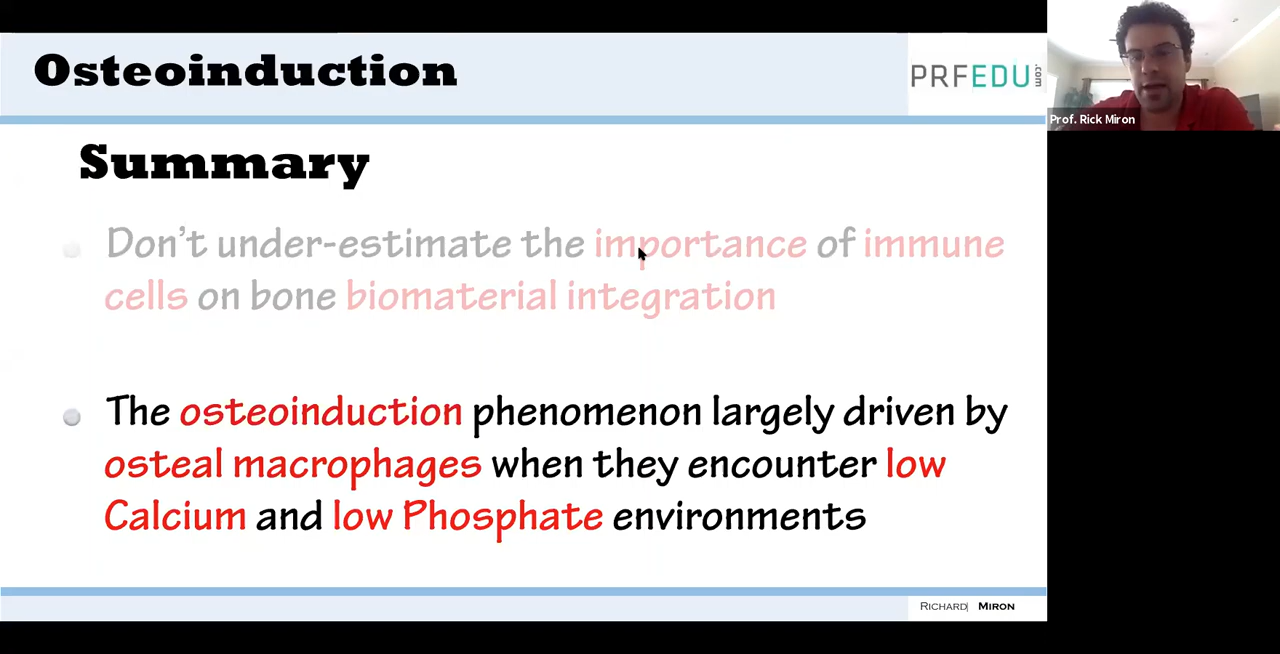 Osteoinduction
PRFEDU.com
Prof. Rick Miron
Summary
Don't under-estimate the importance of immune
cells on bone biomaterial integration
The osteoinduction phenomenon largely driven by
osteal macrophages when they encounter low
Calcium and low Phosphate environments
RICHARD| MIRON